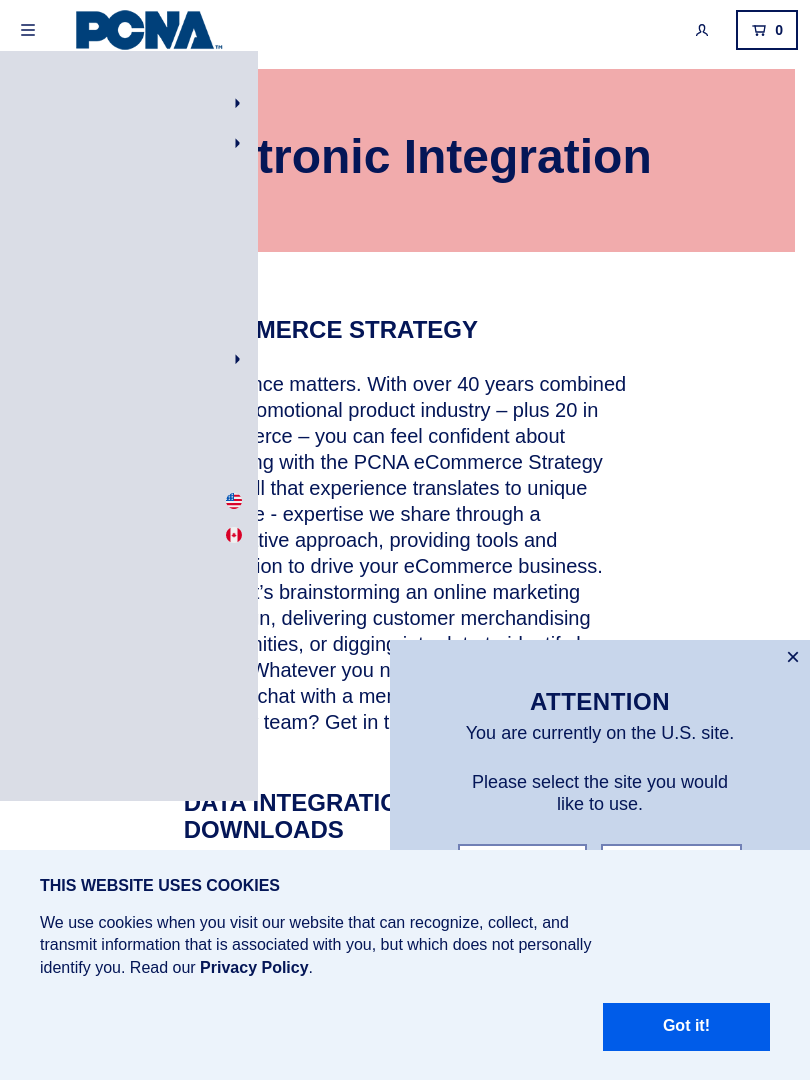 PCNA TM
0
tronic Integration
MERCE STRATEGY
nce matters. With over 40 years combined
omotional product industry – plus 20 in
erce – you can feel confident about
ng with the PCNA eCommerce Strategy
ll that experience translates to unique
e - expertise we share through a
tive approach, providing tools and
ion to drive your eCommerce business.
t’s brainstorming an online marketing
n, delivering customer merchandising
nities, or digging
Whatever you n
chat with a mer
team? Get in t
×
ATTENTION
You are currently on the U.S. site.
Please select the site you would
like to use.
DATA INTEGRATIO
DOWNLOADS
THIS WEBSITE USES COOKIES
We use cookies when you visit our website that can recognize, collect, and
transmit information that is associated with you, but which does not personally
identify you. Read our Privacy Policy.
Got it!